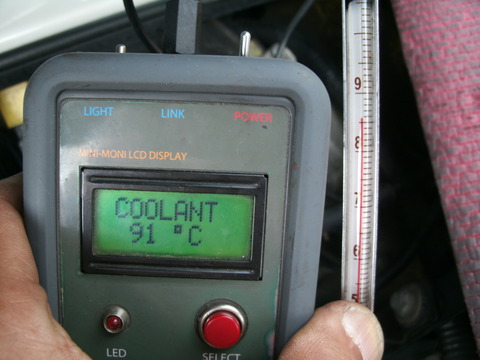 LIGHT LINK POWER
MINI-MONI LCD DISPLAY
COOLANT
91 °C
LED SELECT
9
8
7
6
5